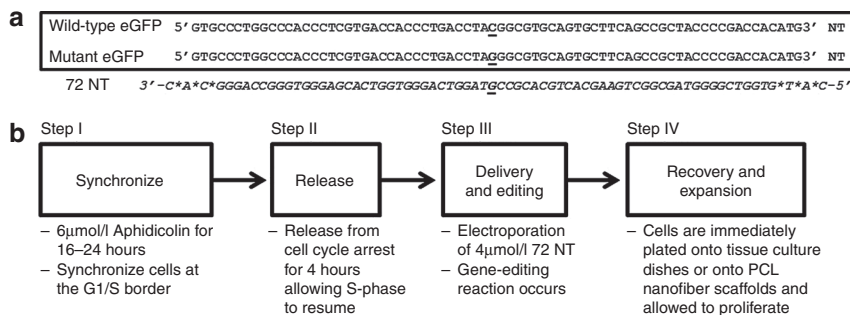 a
Wild-type eGFP 5′GTGCCCTGGCCCACCCTCGTGACCACCCTGACCTACGGCGTGCAGTGCTTCAGCCGCTACCCCGACCACATG3′ NT
Mutant eGFP 5′GTGCCCTGGCCCACCCTCGTGACCACCCTGACCTAGGGCGTGCAGTGCTTCAGCCGCTACCCCGACCACATG3′ NT
72 NT 3′-C*A*C*GGGACCGGGTGGGAGCACTGGTGGGACTGGATGCCGCACGTCACGAAGTCGGCGATGGGGCTGGTG*T*A*C-5′
b
Step I
Synchronize
– 6μmol/l Aphidicolin for
16–24 hours
– Synchronize cells at
the G1/S border
Step II
Release
– Release from
cell cycle arrest
for 4 hours
allowing S-phase
to resume
Step III
Delivery
and editing
– Electroporation
of 4μmol/l 72 NT
– Gene-editing
reaction occurs
Step IV
Recovery and
expansion
– Cells are immediately
plated onto tissue culture
dishes or onto PCL
nanofiber scaffolds and
allowed to proliferate